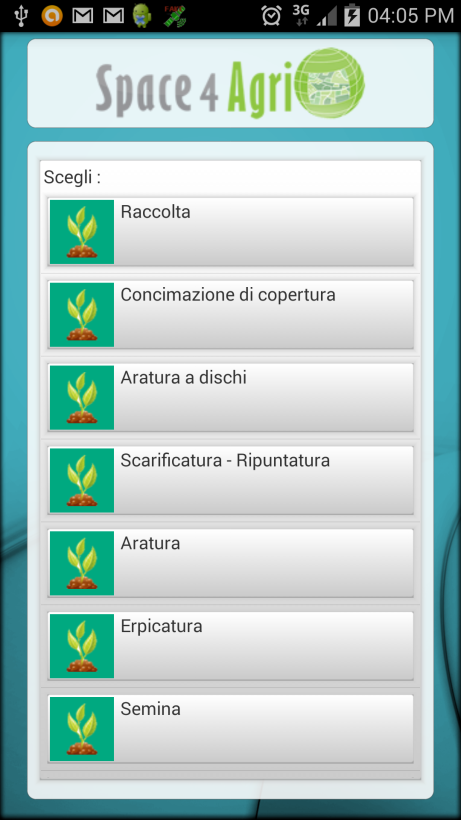 3G
04:05 PM
Space 4 Agri
Scegli :
Raccolta
Concimazione di copertura
Aratura a dischi
Scarificatura - Ripuntatura
Aratura
Erpicatura
Semina